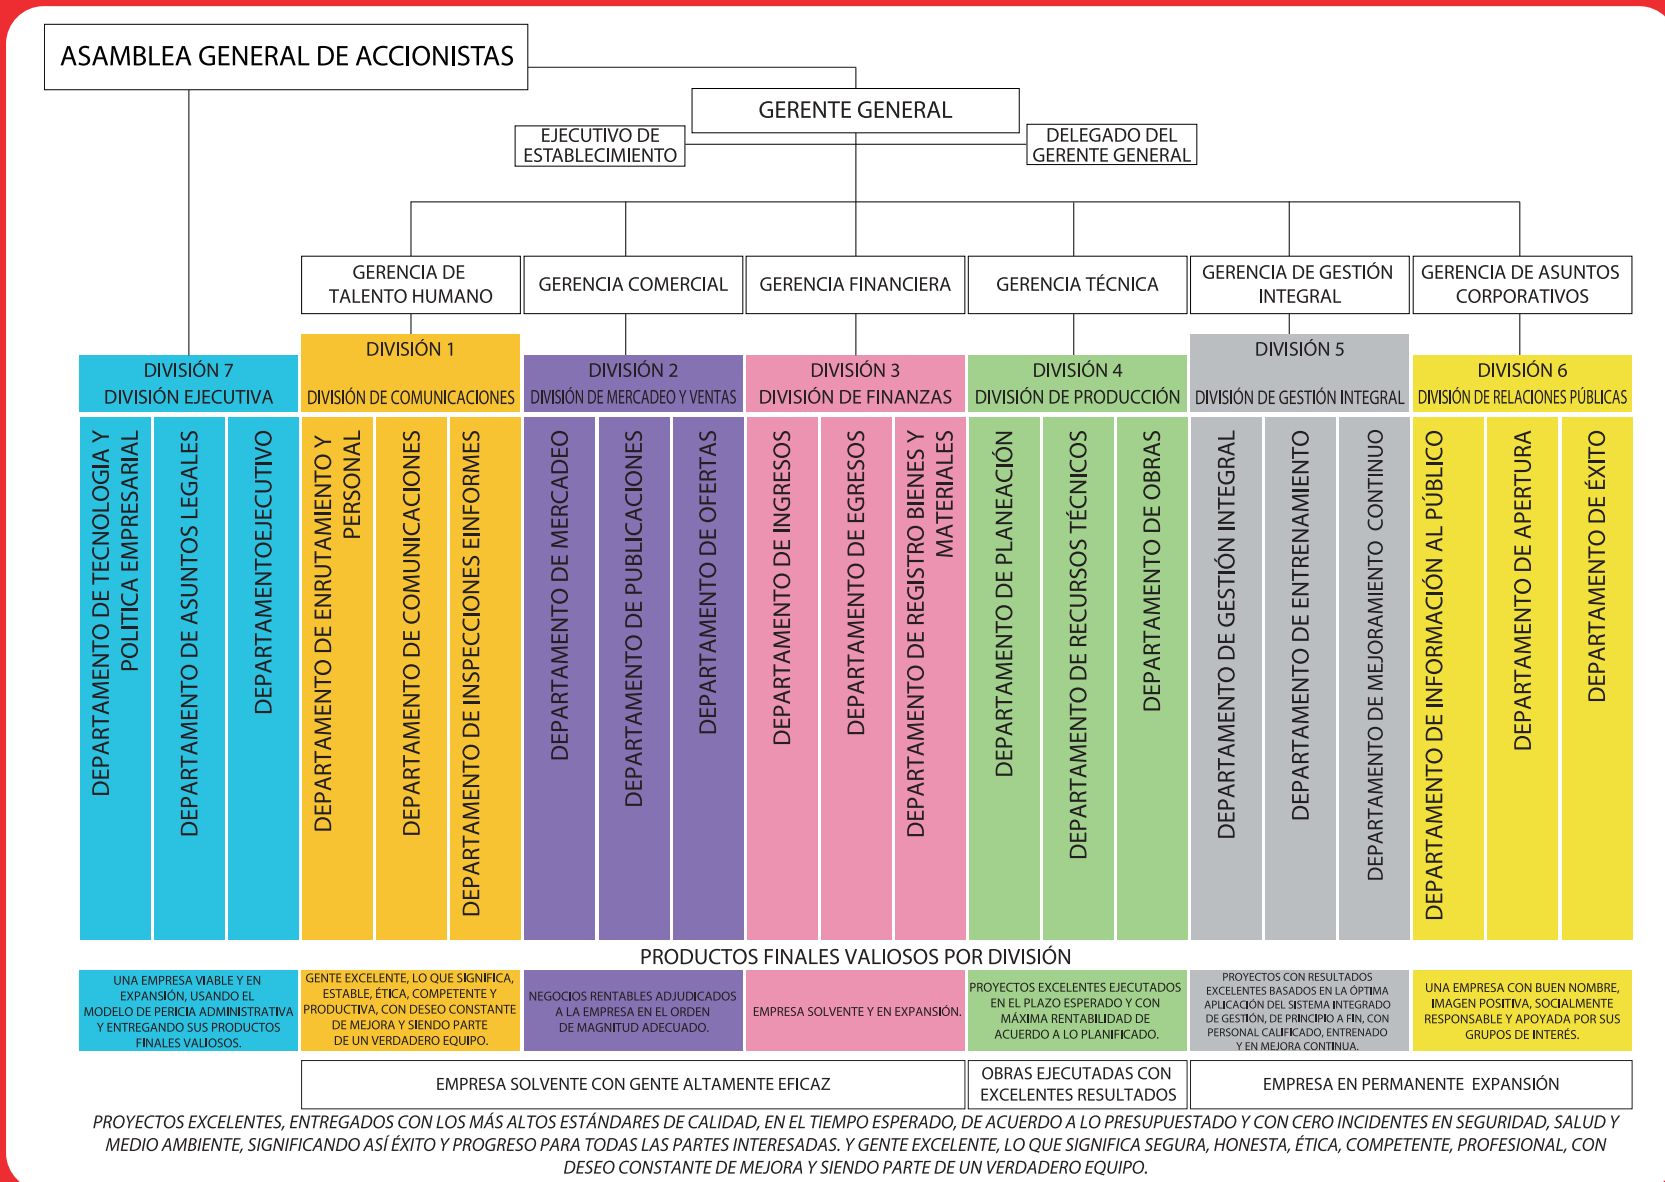 ASAMBLEA GENERAL DE ACCIONISTAS
GERENTE GENERAL
EJECUTIVO DE
ESTABLECIMIENTO
DELEGADO DEL
GERENTE GENERAL
GERENCIA DE
TALENTO HUMANO
GERENCIA COMERCIAL
GERENCIA FINANCIERA
GERENCIA TÉCNICA
GERENCIA DE GESTIÓN
INTEGRAL
GERENCIA DE ASUNTOS
CORPORATIVOS
DIVISIÓN 7
DIVISIÓN EJECUTIVA
DIVISIÓN 1
DIVISIÓN DE COMUNICACIONES
DIVISIÓN 2
DIVISIÓN DE MERCADEO Y VENTAS
DIVISIÓN 3
DIVISIÓN DE FINANZAS
DIVISIÓN 4
DIVISIÓN DE PRODUCCIÓN
DIVISIÓN 5
DIVISIÓN DE GESTIÓN INTEGRAL
DIVISIÓN 6
DIVISIÓN DE RELACIONES PÚBLICAS
DEPARTAMENTO DE TECNOLOGIA Y
POLITICA EMPRESARIAL
DEPARTAMENTO DE ASUNTOS LEGALES
DEPARTAMENTOEJECUTIVO
DEPARTAMENTO DE ENRUTAMIENTO Y
PERSONAL
DEPARTAMENTO DE COMUNICACIONES
DEPARTAMENTO DE INSPECCIONES EINFORMES
DEPARTAMENTO DE MERCADEO
DEPARTAMENTO DE PUBLICACIONES
DEPARTAMENTO DE OFERTAS
DEPARTAMENTO DE INGRESOS
DEPARTAMENTO DE EGRESOS
DEPARTAMENTO DE REGISTRO BIENES Y
MATERIALES
DEPARTAMENTO DE PLANEACIÓN
DEPARTAMENTO DE RECURSOS TÉCNICOS
DEPARTAMENTO DE OBRAS
DEPARTAMENTO DE GESTIÓN INTEGRAL
DEPARTAMENTO DE ENTRENAMIENTO
DEPARTAMENTO DE MEJORAMIENTO CONTINUO
DEPARTAMENTO DE INFORMACIÓN AL PÚBLICO
DEPARTAMENTO DE APERTURA
DEPARTAMENTO DE ÉXITO
PRODUCTOS FINALES VALIOSOS POR DIVISIÓN
UNA EMPRESA VIABLE Y EN
EXPANSIÓN, USANDO EL
MODELO DE PERICIA ADMINISTRATIVA
Y ENTREGANDO SUS PRODUCTOS
FINALES VALIOSOS.
GENTE EXCELENTE, LO QUE SIGNIFICA,
ESTABLE, ÉTICA, COMPETENTE Y
PRODUCTIVA, CON DESEO CONSTANTE
DE MEJORA Y SIENDO PARTE
DE UN VERDADERO EQUIPO.
NEGOCIOS RENTABLES ADJUDICADOS
A LA EMPRESA EN EL ORDEN
DE MAGNITUD ADECUADO.
EMPRESA SOLVENTE Y EN EXPANSIÓN.
PROYECTOS EXCELENTES EJECUTADOS
EN EL PLAZO ESPERADO Y CON
MÁXIMA RENTABILIDAD DE
ACUERDO A LO PLANIFICADO.
PROYECTOS CON RESULTADOS
EXCELENTES BASADOS EN LA ÓPTIMA
APLICACIÓN DEL SISTEMA INTEGRADO
DE GESTIÓN, DE PRINCIPIO A FIN, CON
PERSONAL CALIFICADO, ENTRENADO
Y EN MEJORA CONTINUA.
UNA EMPRESA CON BUEN NOMBRE,
IMAGEN POSITIVA, SOCIALMENTE
RESPONSABLE Y APOYADA POR SUS
GRUPOS DE INTERÉS.
EMPRESA SOLVENTE CON GENTE ALTAMENTE EFICAZ
OBRAS EJECUTADAS CON
EXCELENTES RESULTADOS
EMPRESA EN PERMANENTE EXPANSIÓN
PROYECTOS EXCELENTES, ENTREGADOS CON LOS MÁS ALTOS ESTÁNDARES DE CALIDAD, EN EL TIEMPO ESPERADO, DE ACUERDO A LO PRESUPUESTADO Y CON CERO INCIDENTES EN SEGURIDAD, SALUD Y
MEDIO AMBIENTE, SIGNIFICANDO ASÍ ÉXITO Y PROGRESO PARA TODAS LAS PARTES INTERESADAS. Y GENTE EXCELENTE, LO QUE SIGNIFICA SEGURA, HONESTA, ÉTICA, COMPETENTE, PROFESIONAL, CON
DESEO CONSTANTE DE MEJORA Y SIENDO PARTE DE UN VERDADERO EQUIPO.